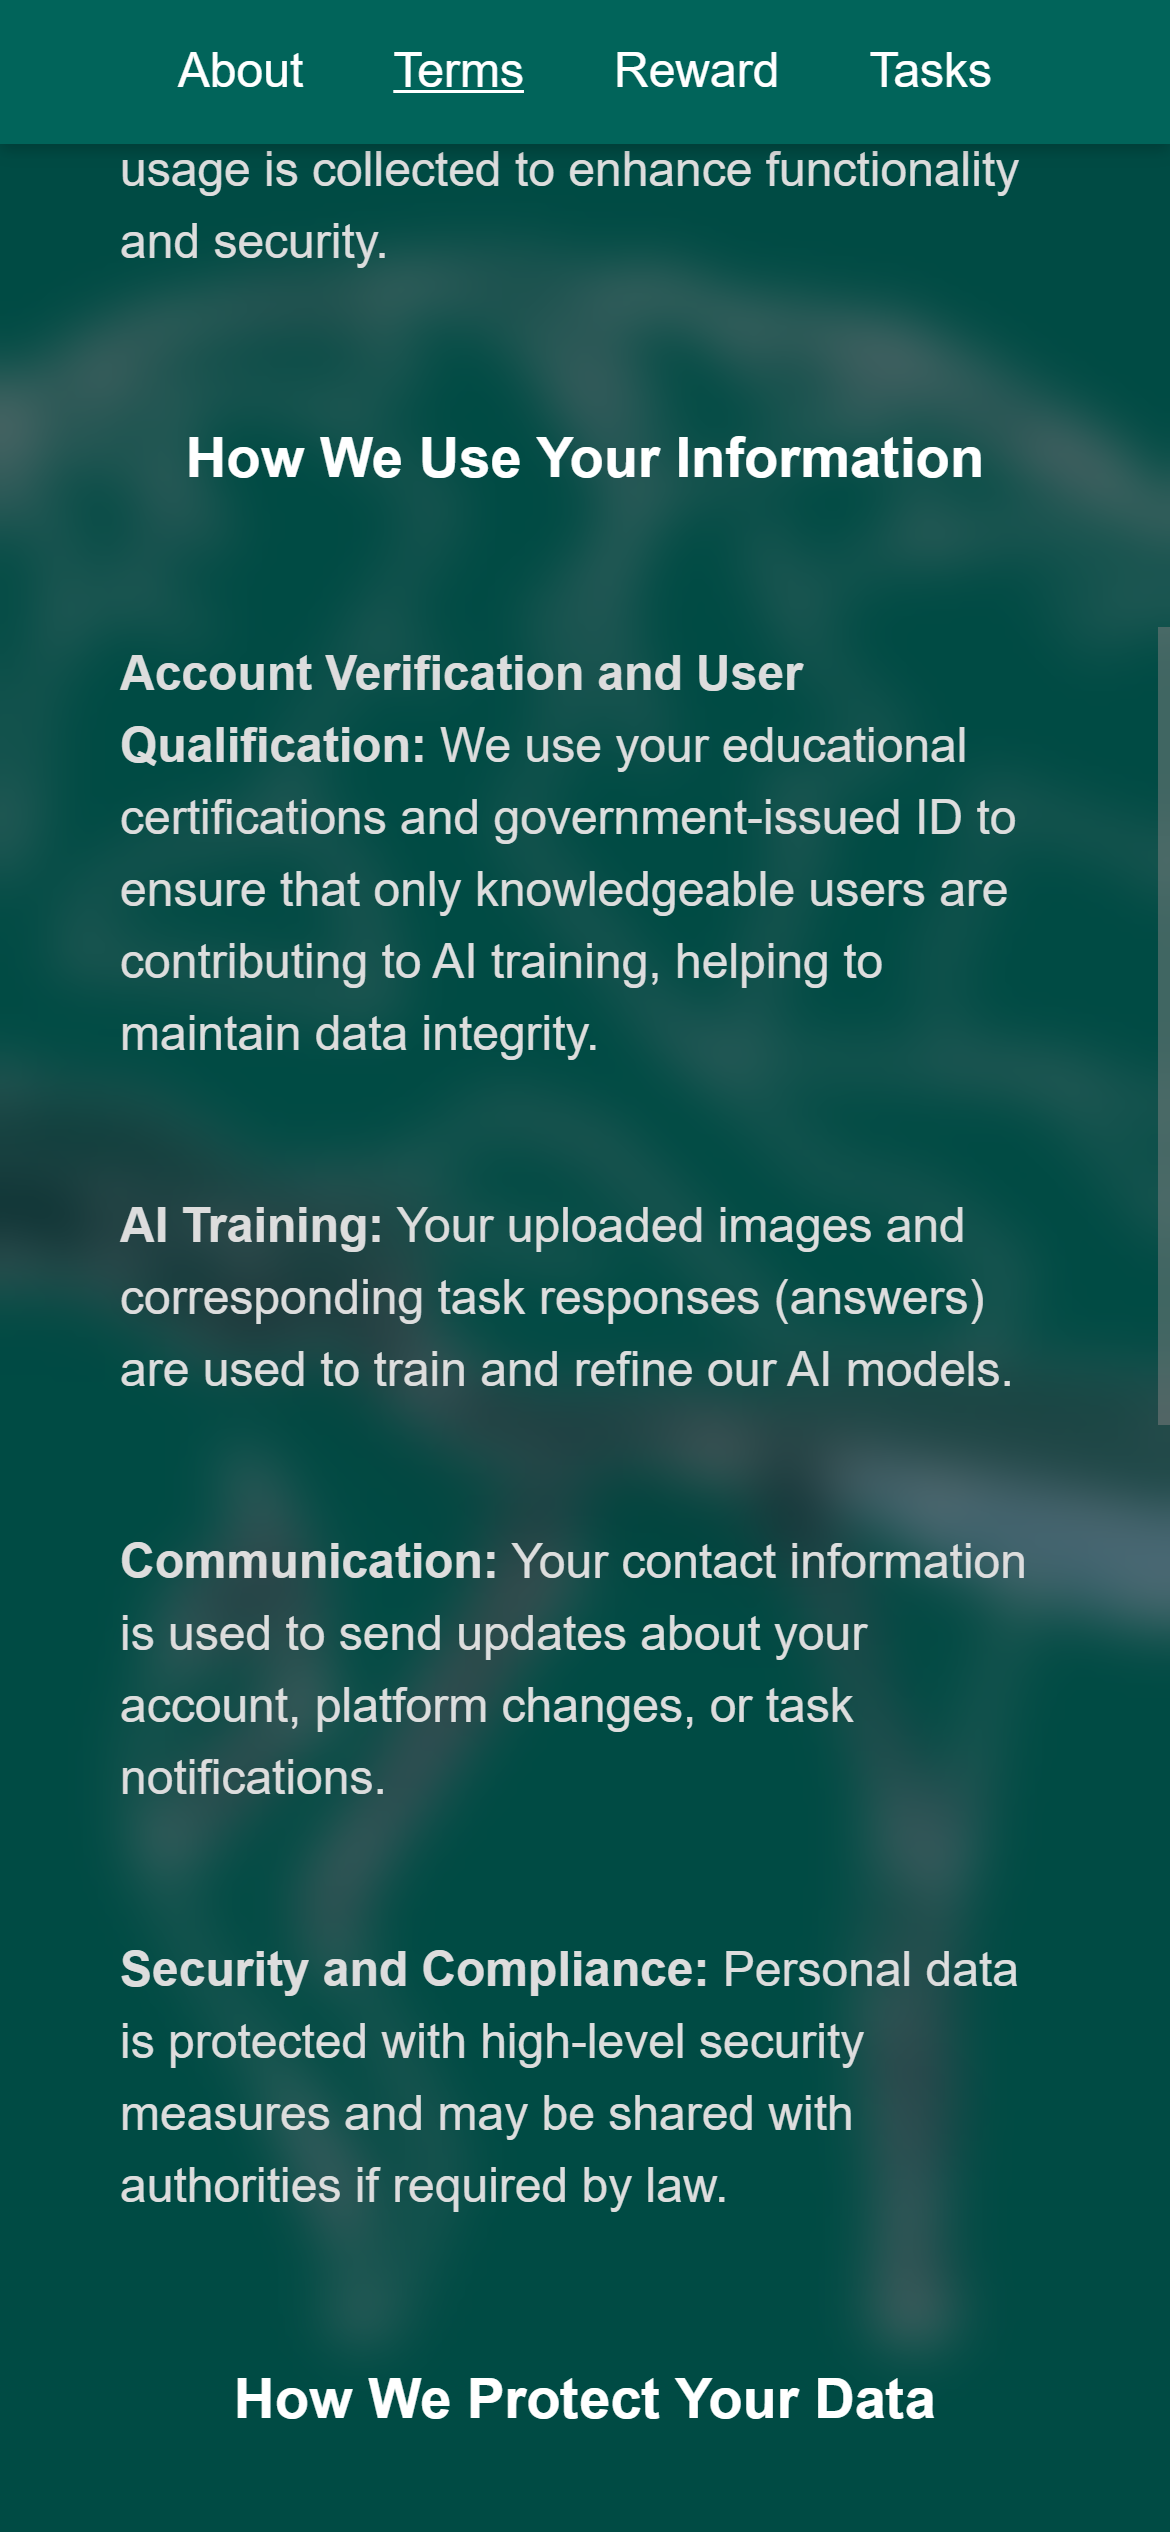 About Terms Reward Tasks
usage is collected to enhance functionality
and security.
How We Use Your Information
Account Verification and User
Qualification: We use your educational
certifications and government-issued ID to
ensure that only knowledgeable users are
contributing to AI training, helping to
maintain data integrity.
AI Training: Your uploaded images and
corresponding task responses (answers)
are used to train and refine our AI models.
Communication: Your contact information
is used to send updates about your
account, platform changes, or task
notifications.
Security and Compliance: Personal data
is protected with high-level security
measures and may be shared with
authorities if required by law.
How We Protect Your Data